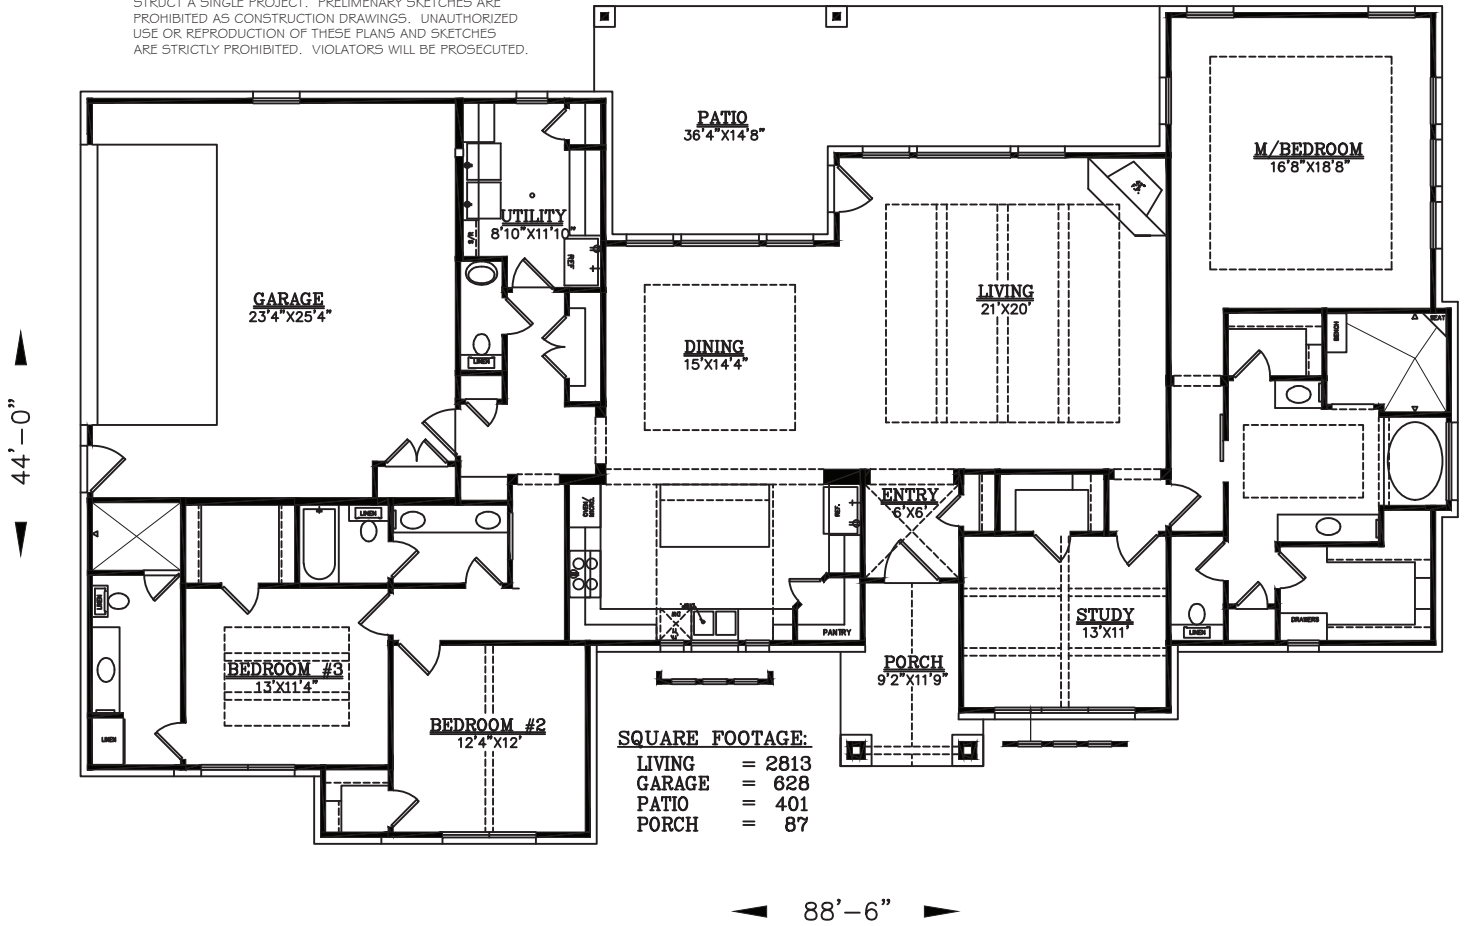 STRUCT A SINGLE PROJECT. PRELIMENARY SKETCHES ARE
PROHIBITED AS CONSTRUCTION DRAWINGS. UNAUTHORIZED
USE OR REPRODUCTION OF THESE PLANS AND SKETCHES
ARE STRICTLY PROHIBITED. VIOLATORS WILL BE PROSECUTED.
PATIO
36'4"X14'8"
M/BEDROOM
16'8"X18'8"
UTILITY
8'10"X11'10"
S/R
REF
GARAGE
23'4"X25'4"
LIVING
21'X20'
DINING
15'X14'4"
LINEN
BENCH
SEAT
44'-0"
ENTRY
6'X6'
OVEN/
MICRO.
REF.
LINEN
LINEN
DW
PANTRY
STUDY
13'X11'
DRAWERS
LINEN
BEDROOM #3
13'X11'4"
PORCH
9'2"X11'9"
LINEN
BEDROOM #2
12'4"X12'
SQUARE FOOTAGE:
LIVING = 2813
GARAGE = 628
PATIO = 401
PORCH = 87
88'-6"